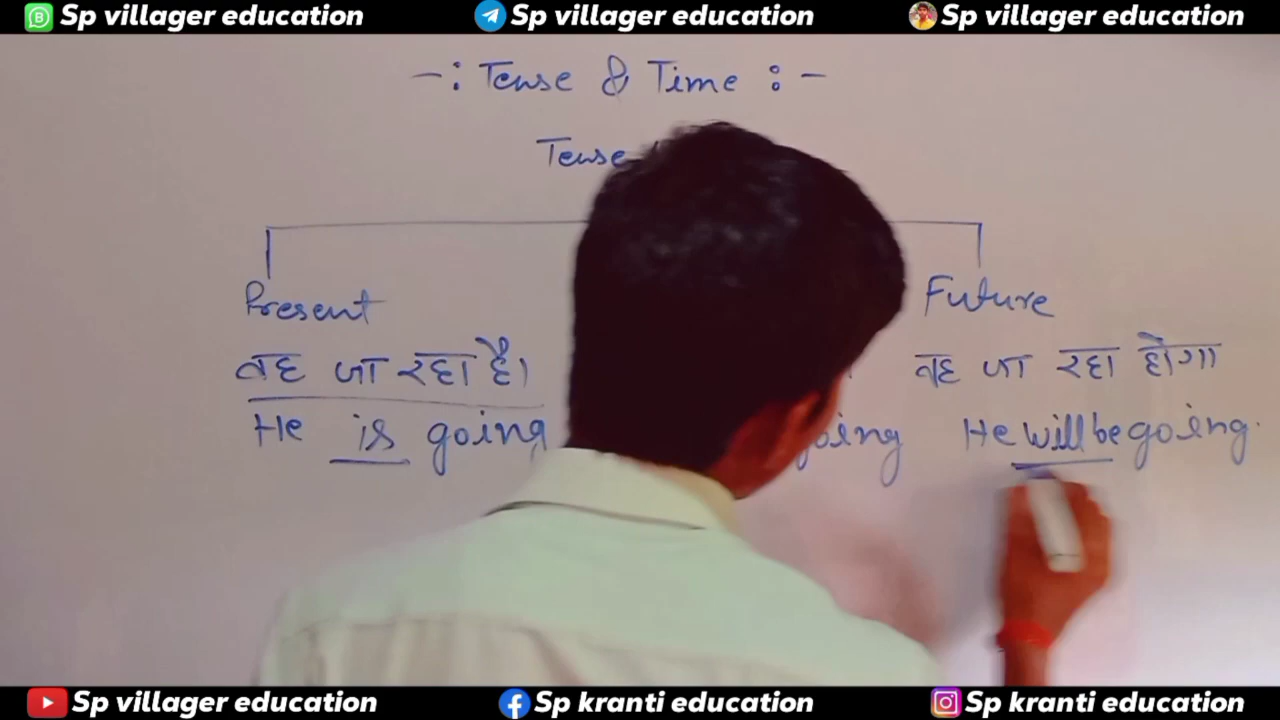 Sp villager education Sp villager education Sp villager education
-: Tense & Time :-
Tense
Present Future
वह जा रहा है। वह जा रहा होगा
He is going going He will be going.
Sp villager education Sp kranti education Sp kranti education